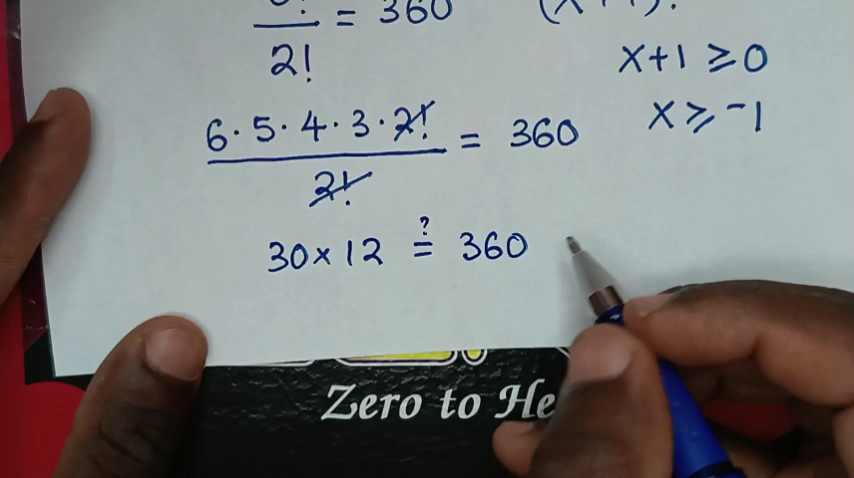 = 360
2!
x+1 ≥ 0
x ≥ -1
6·5·4·3·2! = 360
2!
30×12 ≟ 360
Zero to He